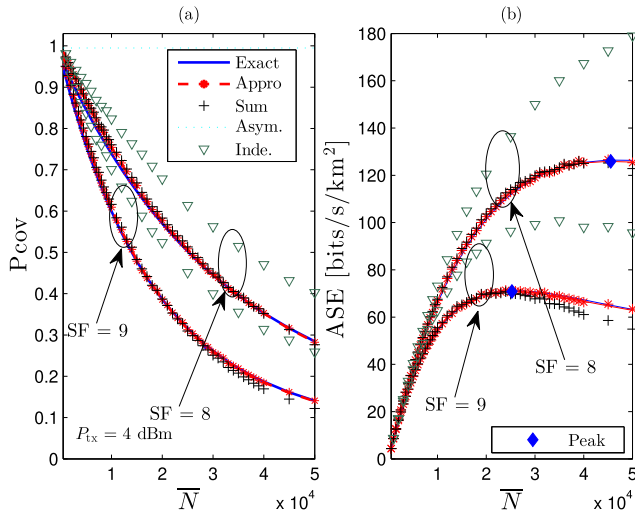 (a)
1
0.9
0.8
0.7
0.6
0.5
0.4
0.3
0.2
0.1
0
Pcov
Exact
Appro
Sum
Asym.
Inde.
SF = 9
SF = 8
P_tx = 4 dBm
1 2 3 4 5
N̅
x 10^4
(b)
180
160
140
120
100
80
60
40
20
0
ASE [bits/s/km²]
SF = 8
SF = 9
Peak
0 1 2 3 4 5
N̅
x 10^4